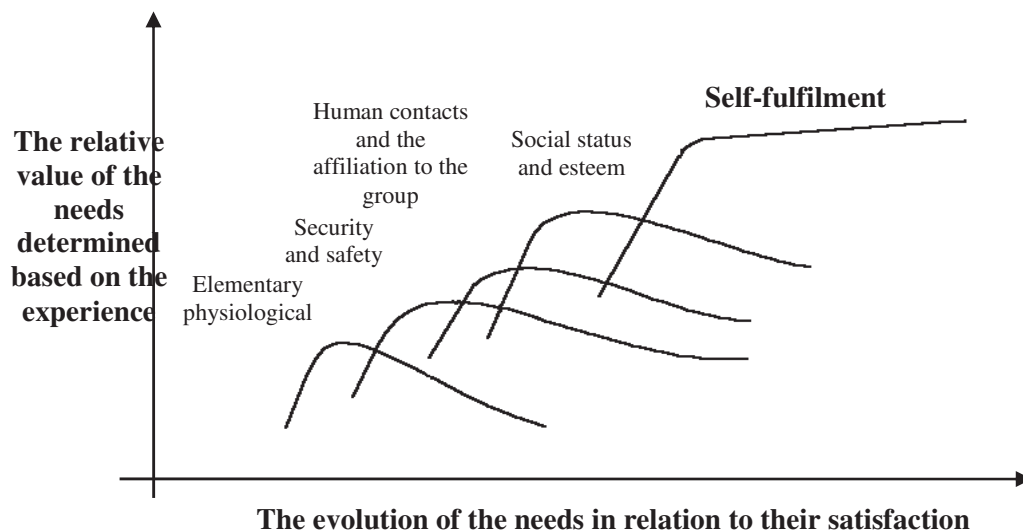 Self-fulfilment
Human contacts
and the
affiliation to the
group
Social status
and esteem
The relative
value of the
needs
determined
based on the
experience
Security
and safety
Elementary
physiological
The evolution of the needs in relation to their satisfaction